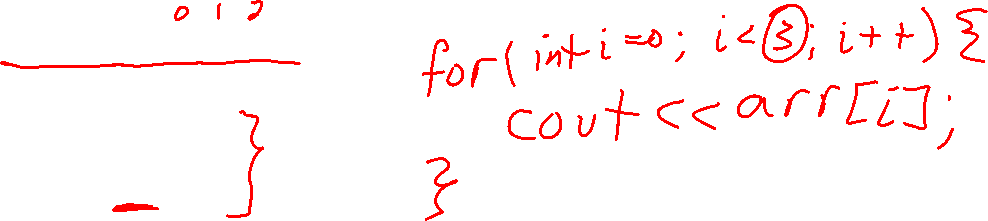 0 1 2
for(int i=0; i<3; i++) {
cout<<arr[i];
}
}